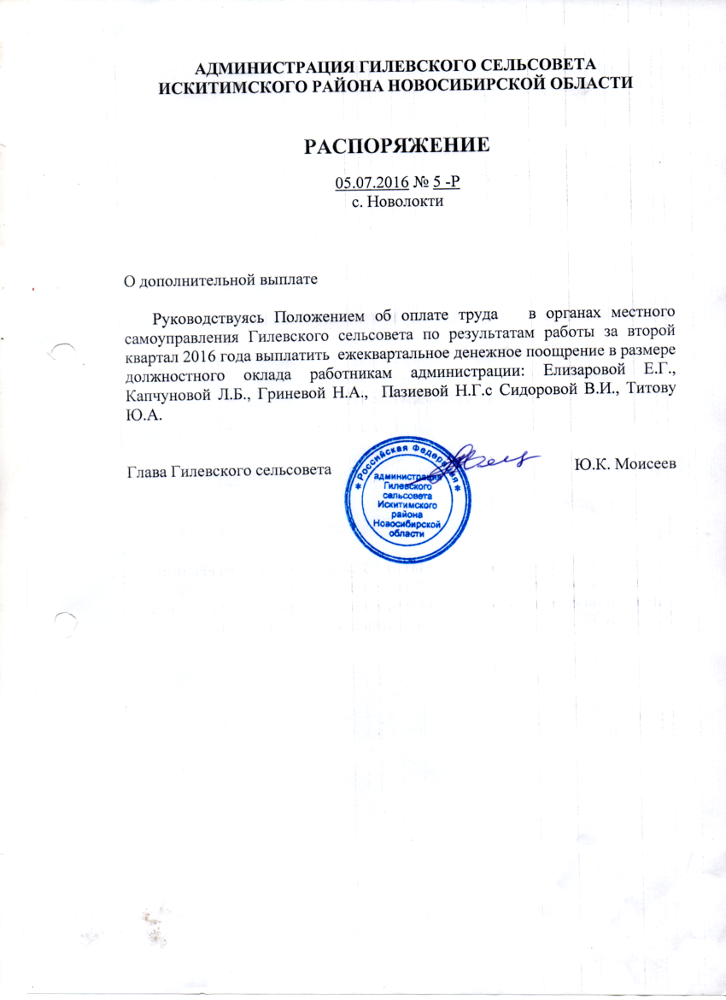 АДМИНИСТРАЦИЯ ГИЛЕВСКОГО СЕЛЬСОВЕТА
ИСКИТИМСКОГО РАЙОНА НОВОСИБИРСКОЙ ОБЛАСТИ
РАСПОРЯЖЕНИЕ
05.07.2016 № 5 -Р
с. Новолокти
О дополнительной выплате
Руководствуясь Положением об оплате труда в органах местного
самоуправления Гилевского сельсовета по результатам работы за второй
квартал 2016 года выплатить ежеквартальное денежное поощрение в размере
должностного оклада работникам администрации: Елизаровой Е.Г.,
Капчуновой Л.Б., Гриневой Н.А., Пазиевой Н.Г.с Сидоровой В.И., Титову
Ю.А.
Глава Гилевского сельсовета
Ю.К. Моисеев
Российская Федерация
администрация
Гилевского
сельсовета
Искитимского
района
Новосибирской
области